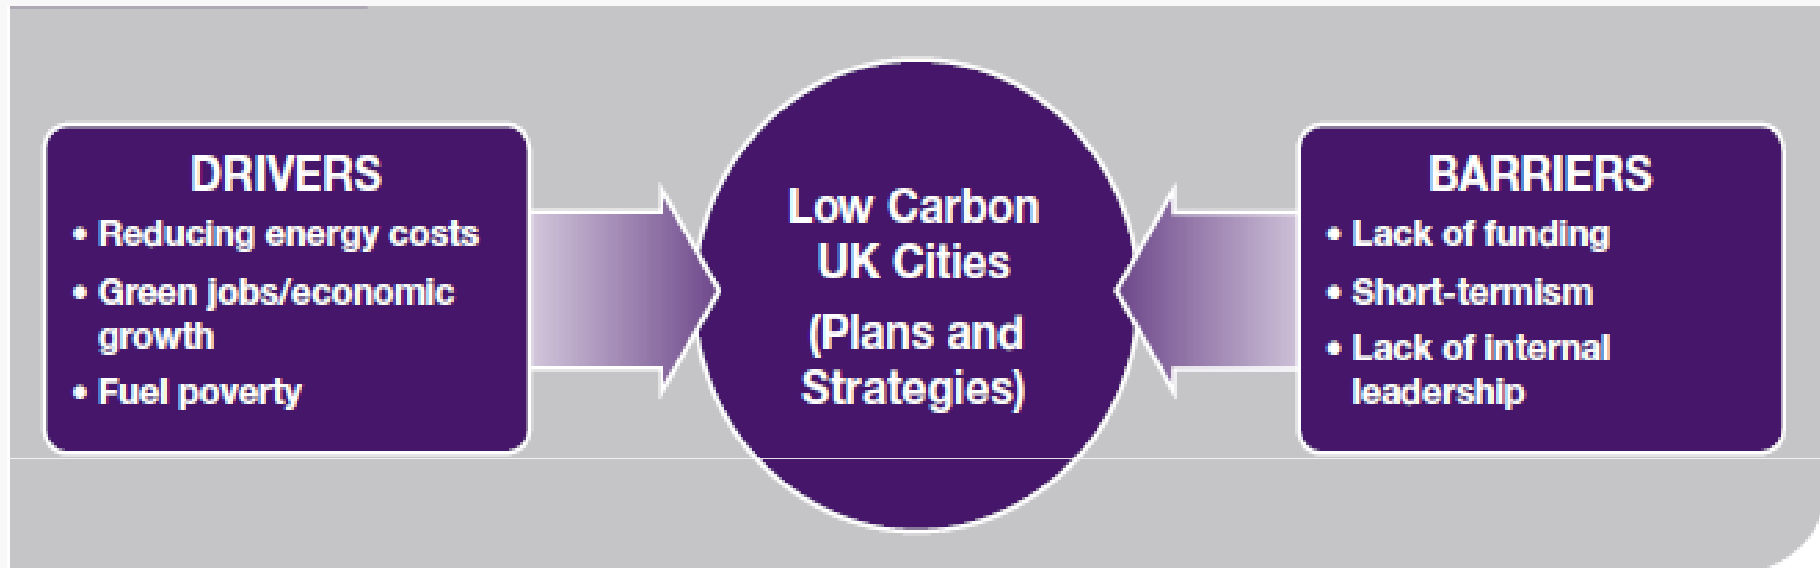 DRIVERS
• Reducing energy costs
• Green jobs/economic
growth
• Fuel poverty
Low Carbon
UK Cities
(Plans and
Strategies)
BARRIERS
• Lack of funding
• Short-termism
• Lack of internal
leadership